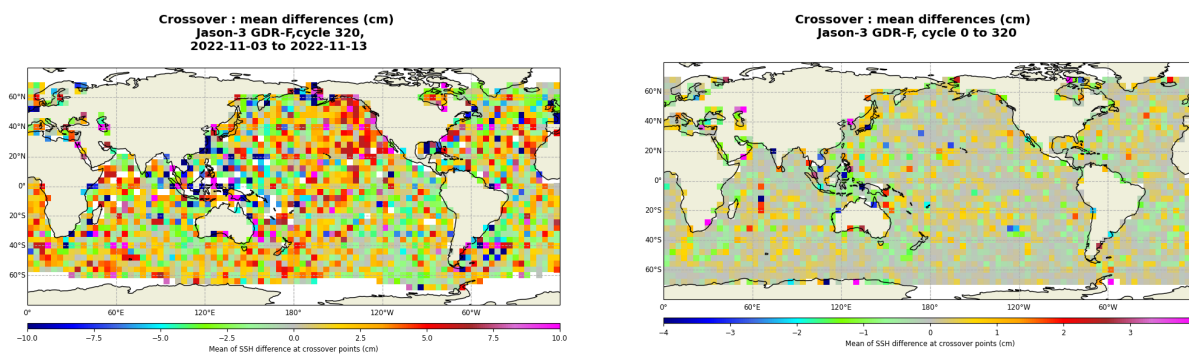 Crossover : mean differences (cm)
Jason-3 GDR-F,cycle 320,
2022-11-03 to 2022-11-13
60°N
40°N
20°N
0°
20°S
40°S
60°S
0° 60°E 120°E 180° 120°W 60°W
−10.0 −7.5 −5.0 −2.5 0.0 2.5 5.0 7.5 10.0
Mean of SSH difference at crossover points (cm)
Crossover : mean differences (cm)
Jason-3 GDR-F, cycle 0 to 320
60°N
40°N
20°N
0°
20°S
40°S
60°S
0° 60°E 120°E 180° 120°W 60°W
−4 −3 −2 −1 0 1 2 3
Mean of SSH difference at crossover points (cm)